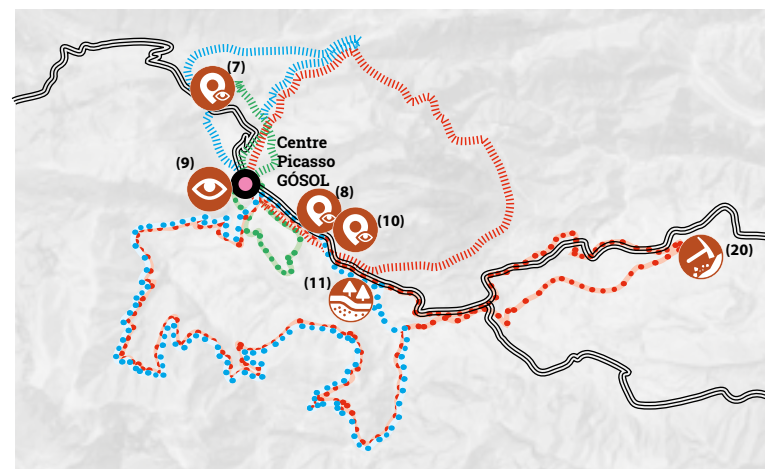 (7)
Centre
Picasso
GÓSOL
(9)
(8)
(10)
(20)
(11)